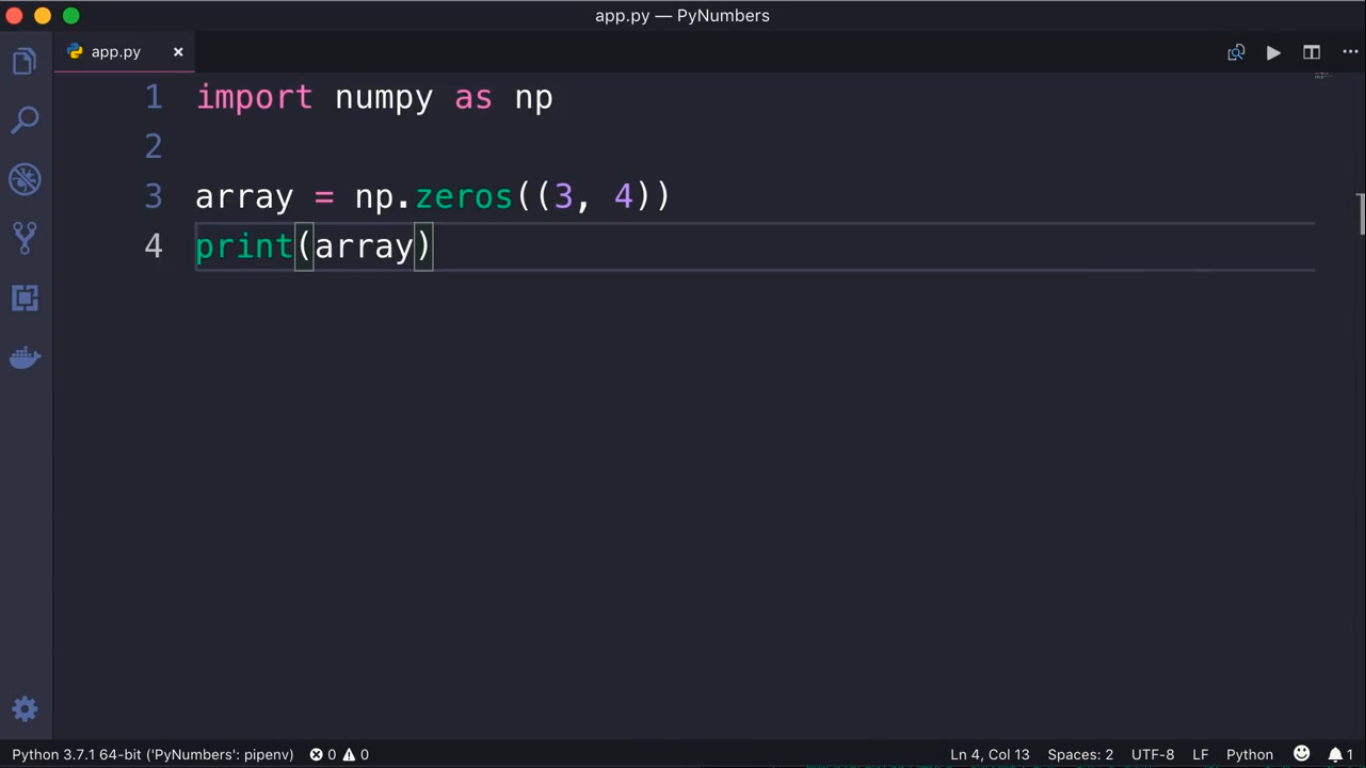 app.py — PyNumbers
app.py
1 import numpy as np
2
3 array = np.zeros((3, 4))
4 print(array)
Python 3.7.1 64-bit ('PyNumbers': pipenv) 0 0 Ln 4, Col 13 Spaces: 2 UTF-8 LF Python 1